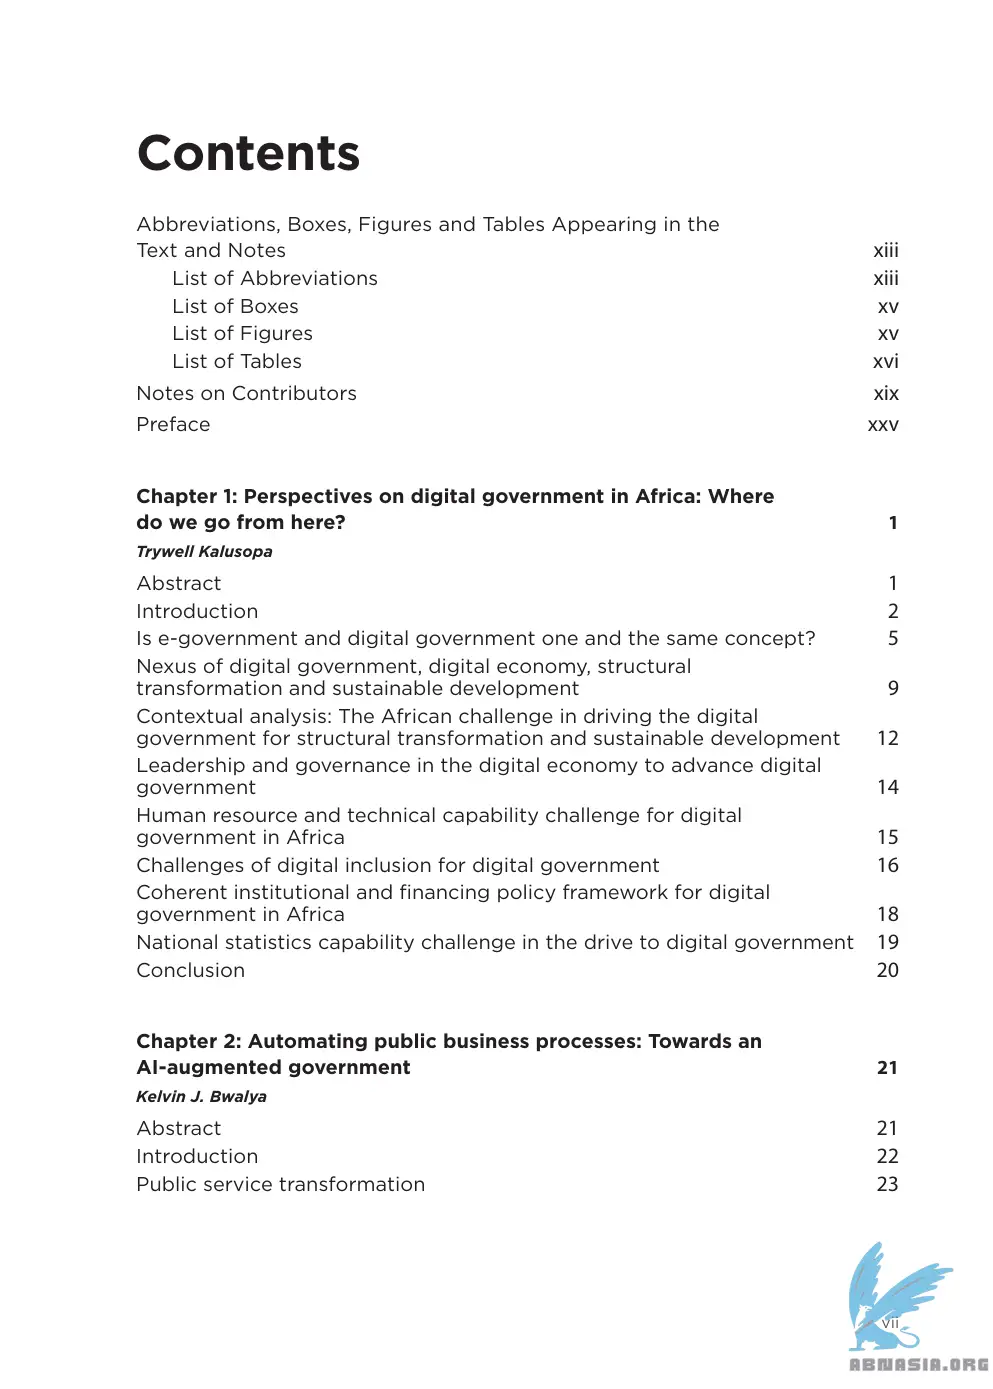 Contents
Abbreviations, Boxes, Figures and Tables Appearing in the
Text and Notes xiii
List of Abbreviations xiii
List of Boxes xv
List of Figures xv
List of Tables xvi
Notes on Contributors xix
Preface xxv
Chapter 1: Perspectives on digital government in Africa: Where
do we go from here? 1
Trywell Kalusopa
Abstract 1
Introduction 2
Is e-government and digital government one and the same concept? 5
Nexus of digital government, digital economy, structural
transformation and sustainable development 9
Contextual analysis: The African challenge in driving the digital
government for structural transformation and sustainable development 12
Leadership and governance in the digital economy to advance digital
government 14
Human resource and technical capability challenge for digital
government in Africa 15
Challenges of digital inclusion for digital government 16
Coherent institutional and financing policy framework for digital
government in Africa 18
National statistics capability challenge in the drive to digital government 19
Conclusion 20
Chapter 2: Automating public business processes: Towards an
AI-augmented government 21
Kelvin J. Bwalya
Abstract 21
Introduction 22
Public service transformation 23
VII
ABNASIA.ORG